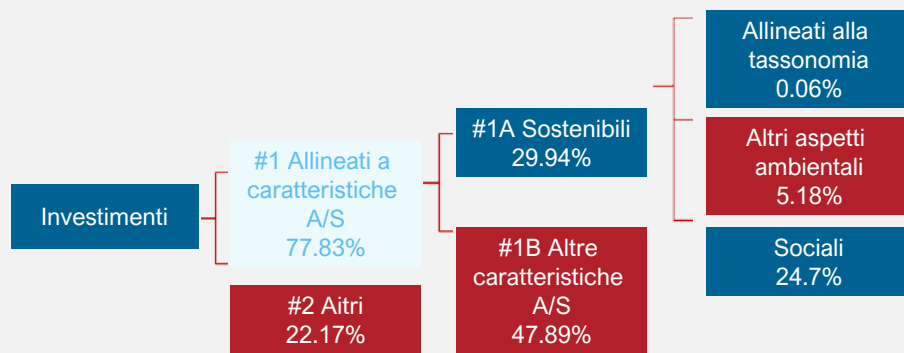 Investimenti
#1 Allineati a
caratteristiche
A/S
77.83%
#2 Aitri
22.17%
#1A Sostenibili
29.94%
#1B Altre
caratteristiche
A/S
47.89%
Allineati alla
tassonomia
0.06%
Altri aspetti
ambientali
5.18%
Sociali
24.7%